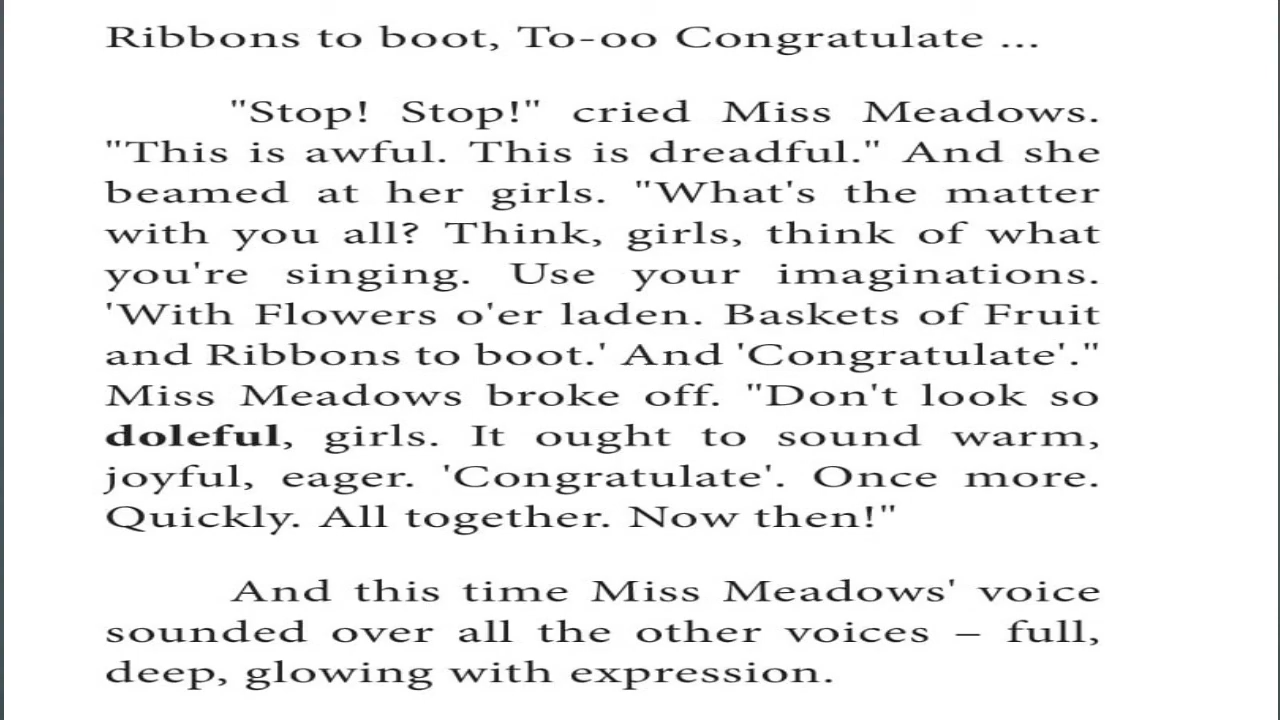 Ribbons to boot, To-oo Congratulate ...
"Stop! Stop!" cried Miss Meadows.
"This is awful. This is dreadful." And she
beamed at her girls. "What's the matter
with you all? Think, girls, think of what
you're singing. Use your imaginations.
'With Flowers o'er laden. Baskets of Fruit
and Ribbons to boot.' And 'Congratulate'."
Miss Meadows broke off. "Don't look so
doleful, girls. It ought to sound warm,
joyful, eager. 'Congratulate'. Once more.
Quickly. All together. Now then!"
And this time Miss Meadows' voice
sounded over all the other voices – full,
deep, glowing with expression.